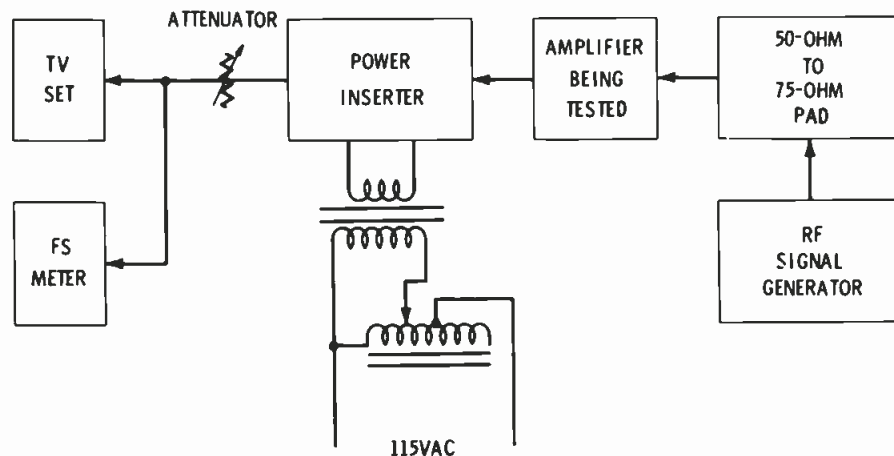 ATTENUATOR
TV
SET
POWER
INSERTER
AMPLIFIER
BEING
TESTED
50-OHM
TO
75-OHM
PAD
FS
METER
RF
SIGNAL
GENERATOR
115VAC